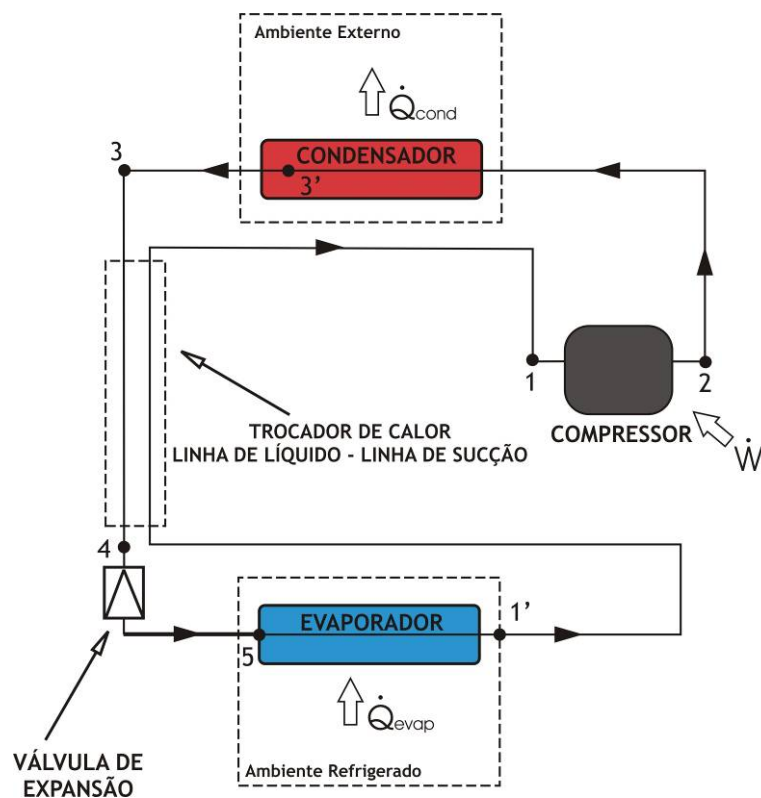 Ambiente Externo
Q̇cond
3
CONDENSADOR
3’
1
2
TROCADOR DE CALOR
LINHA DE LÍQUIDO - LINHA DE SUCÇÃO
COMPRESSOR
Ẇ
4
EVAPORADOR
1’
5
Q̇evap
VÁLVULA DE
EXPANSÃO
Ambiente Refrigerado